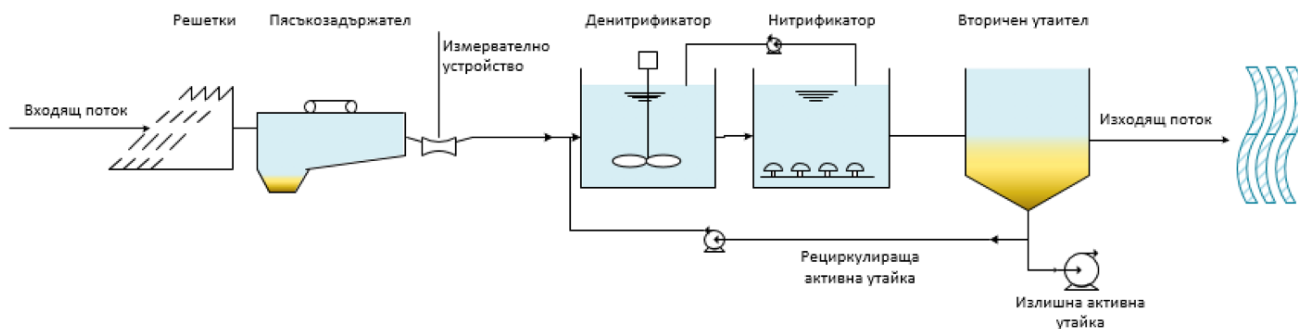 Решетки
Пясъкозадържател
Денитрификатор
Нитрификатор
Вторичен утаител
Измервателно
устройство
Входящ поток
Изходящ поток
Рециркулираща
активна утайка
Излишна активна
утайка